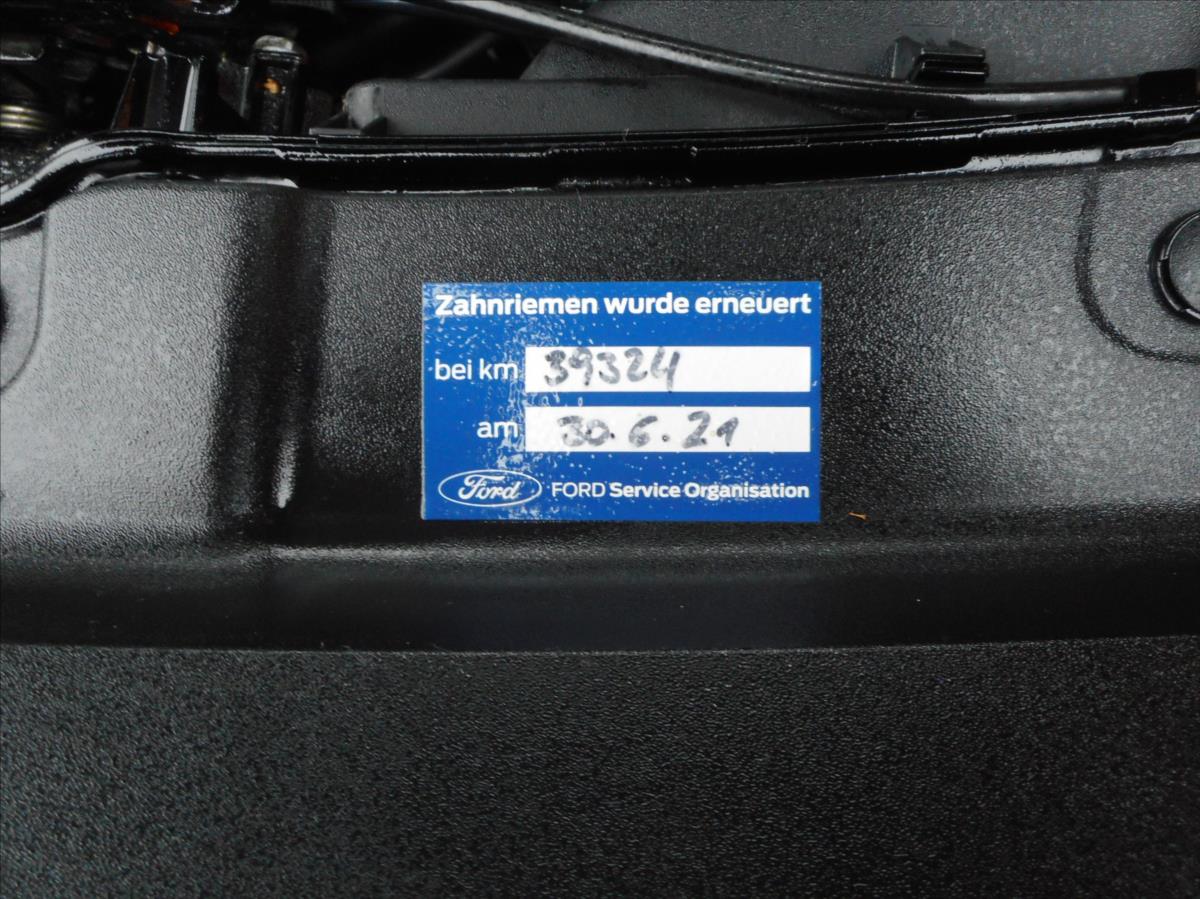 Zahnriemen wurde erneuert
bei km 39324
am 30.6.21
Ford FORD Service Organisation